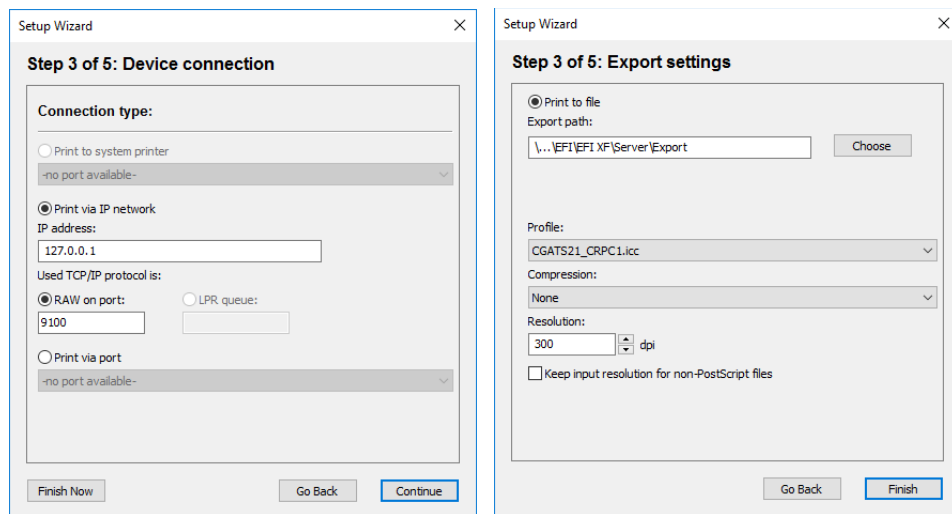 Setup Wizard
Step 3 of 5: Device connection
Connection type:
Print to system printer
-no port available-
Print via IP network
IP address:
127.0.0.1
Used TCP/IP protocol is:
RAW on port: LPR queue:
9100
Print via port
-no port available-
Finish Now Go Back Continue
Setup Wizard
Step 3 of 5: Export settings
Print to file
Export path:
\...\EFI\EFI XF\Server\Export Choose
Profile:
CGATS21_CRPC1.icc
Compression:
None
Resolution:
300 dpi
Keep input resolution for non-PostScript files
Go Back Finish